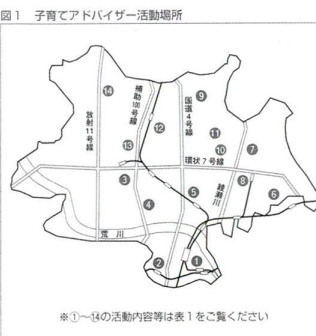 図1 子育てアドバイザー活動場所
⑭
放射11号線
補助100号線
国道4号線
⑨
⑫
⑪
⑬
⑩
⑦
環状7号線
③
⑧
④
⑤
綾瀬川
⑥
荒川
②
①
※①〜⑭の活動内容等は表1をご覧ください